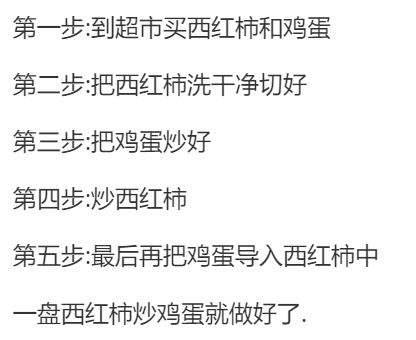 第一步:到超市买西红柿和鸡蛋
第二步:把西红柿洗干净切好
第三步:把鸡蛋炒好
第四步:炒西红柿
第五步:最后再把鸡蛋导入西红柿中
一盘西红柿炒鸡蛋就做好了.